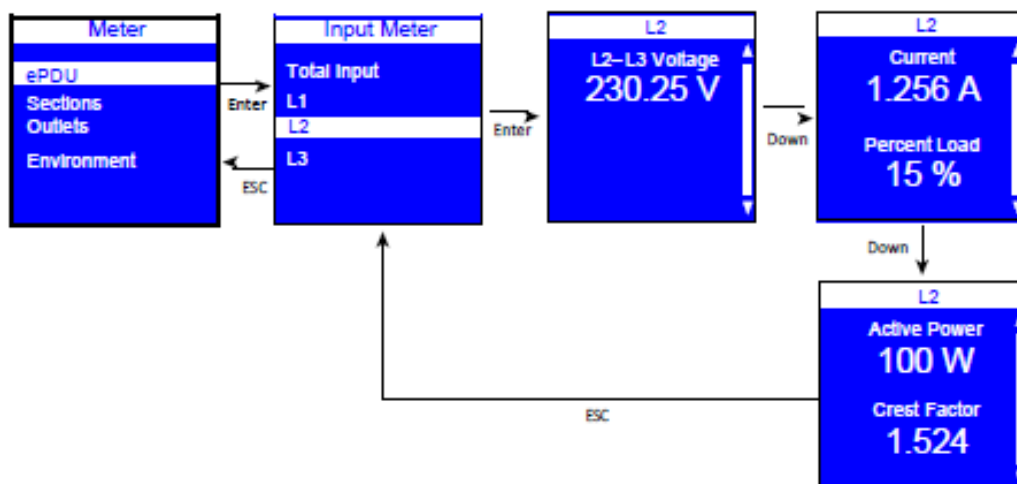 Meter
ePDU
Sections
Outlets
Environment
Enter
ESC
Input Meter
Total Input
L1
L2
L3
Enter
L2
L2–L3 Voltage
230.25 V
Down
L2
Current
1.256 A
Percent Load
15 %
Down
L2
Active Power
100 W
Crest Factor
1.524
ESC